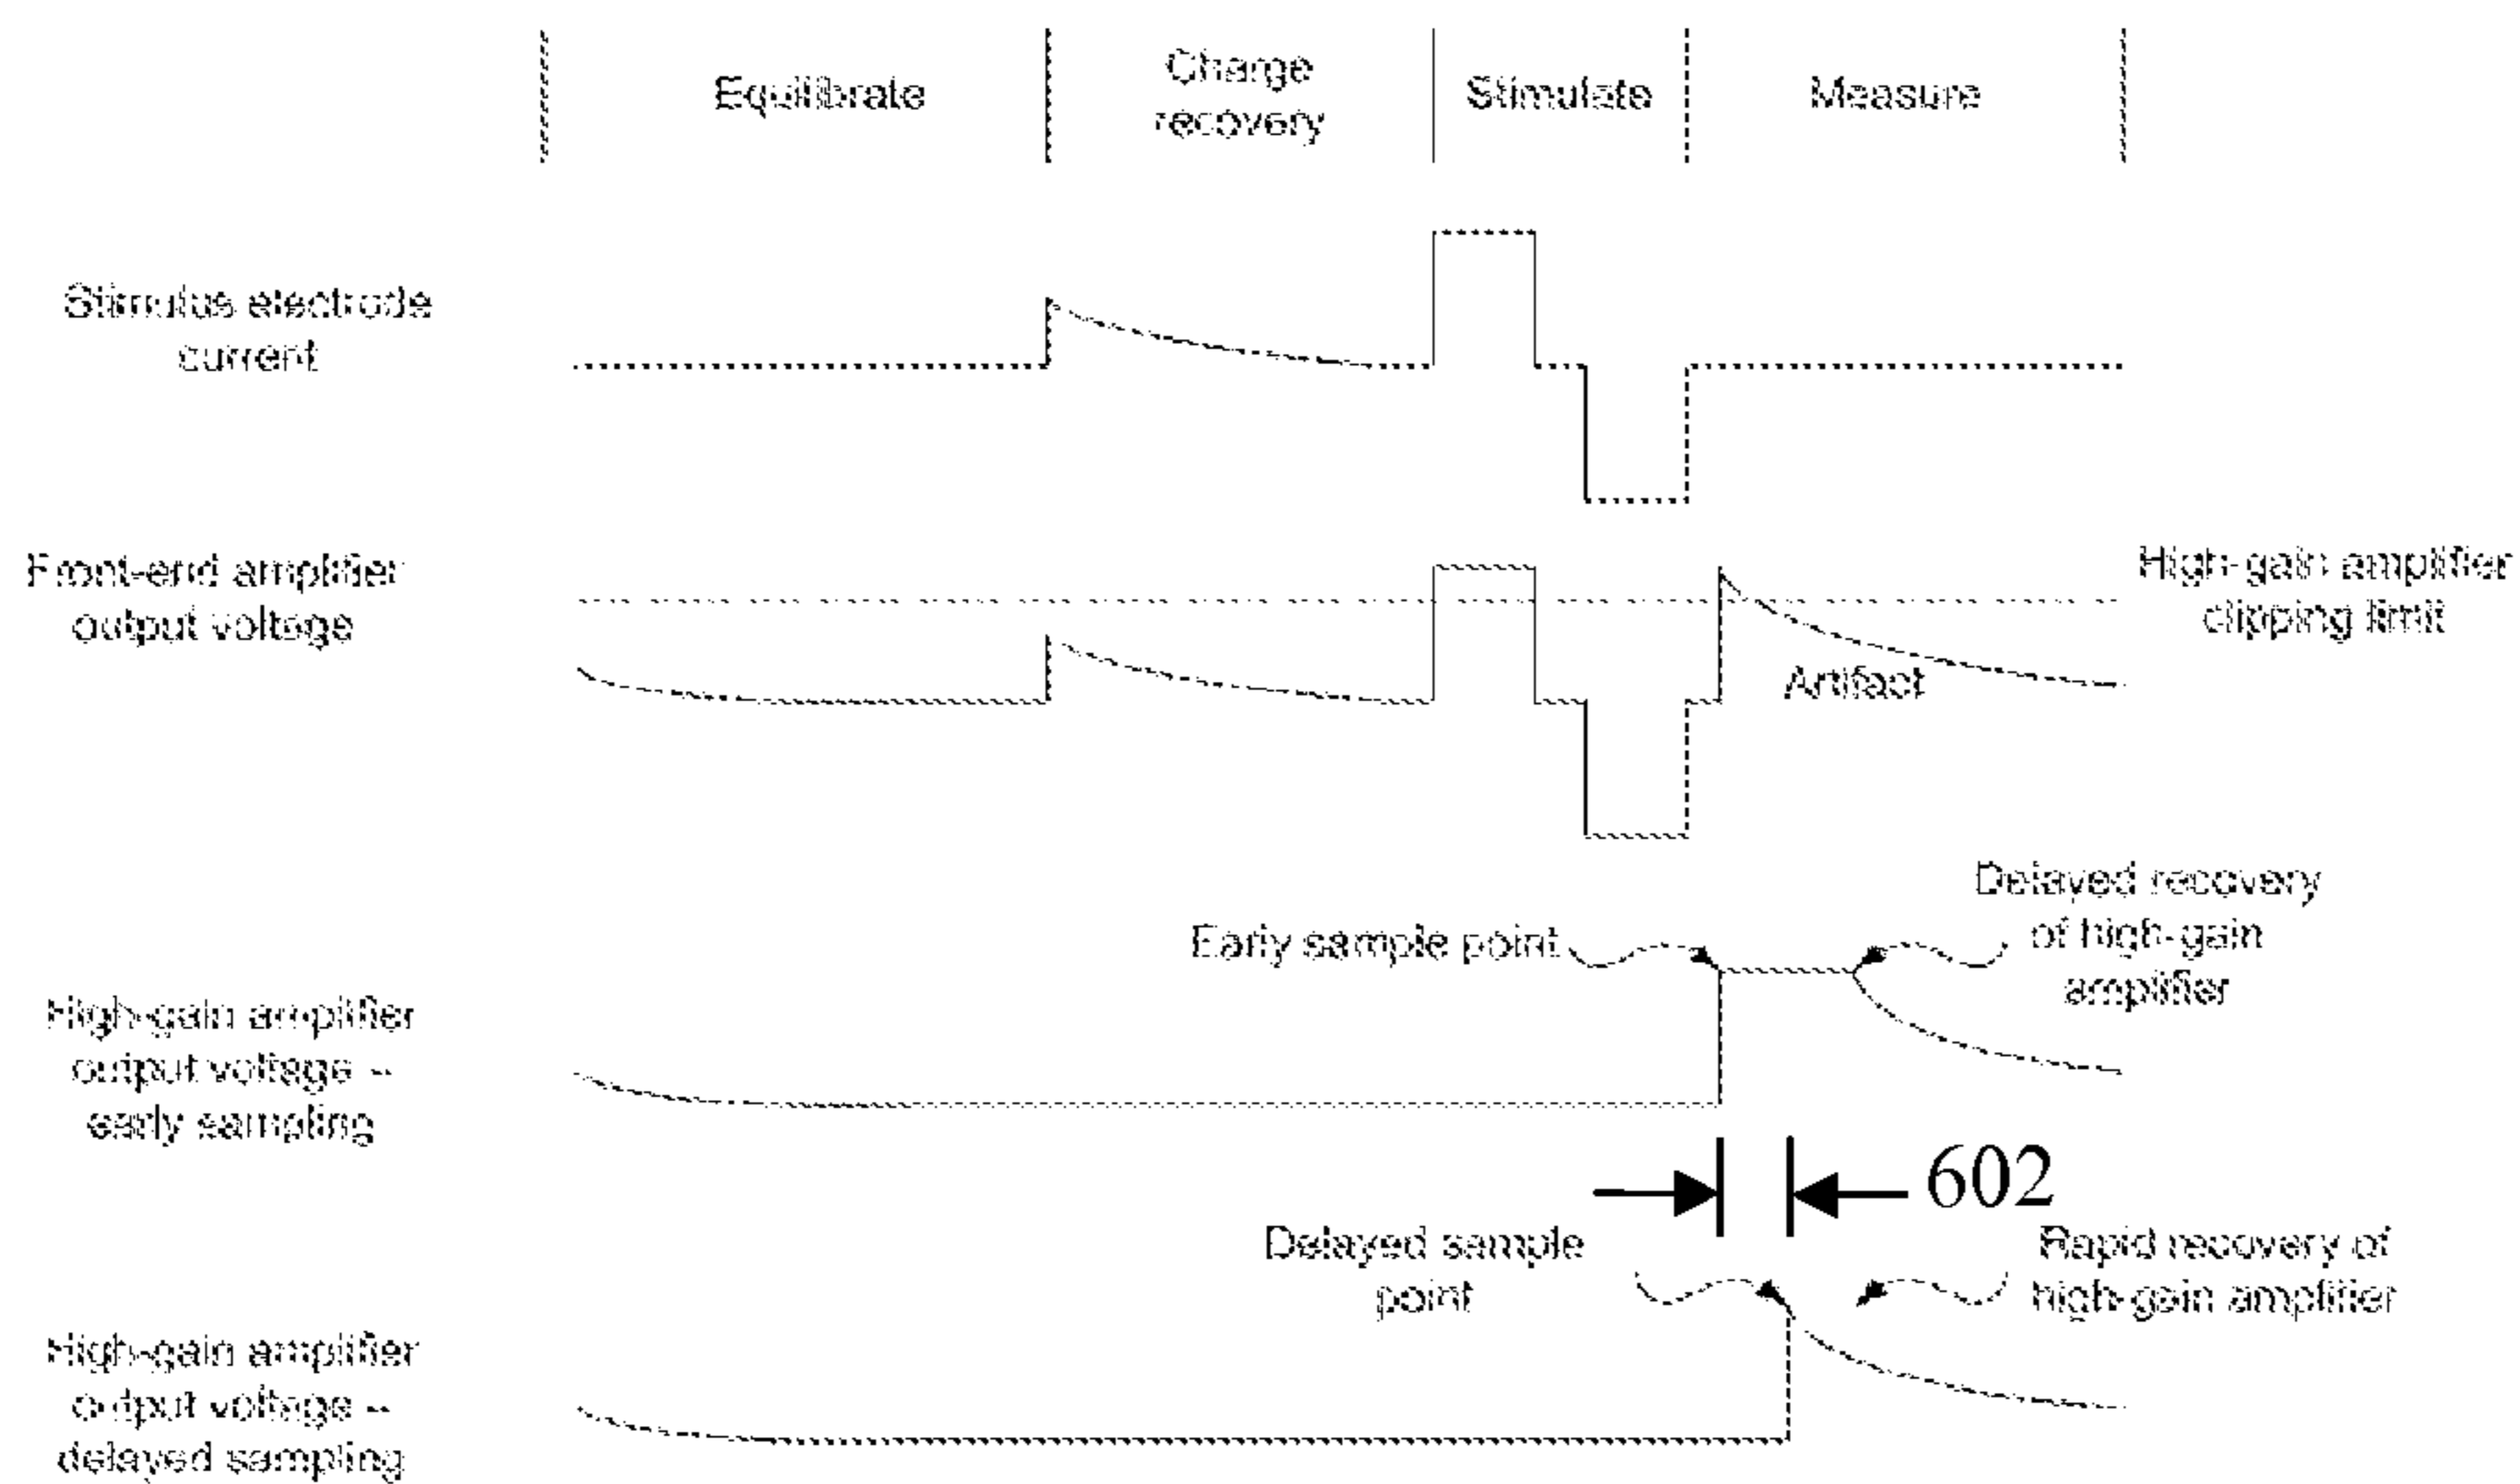 Equilibrate
Charge
recovery
Stimulate
Measure
Stimulus electrode
current
Front-end amplifier
output voltage
High-gain amplifier
clipping limit
Artifact
Early sample point
Delayed recovery
of high-gain
amplifier
High-gain amplifier
output voltage –
early sampling
602
Delayed sample
point
Rapid recovery of
high-gain amplifier
High-gain amplifier
output voltage –
delayed sampling